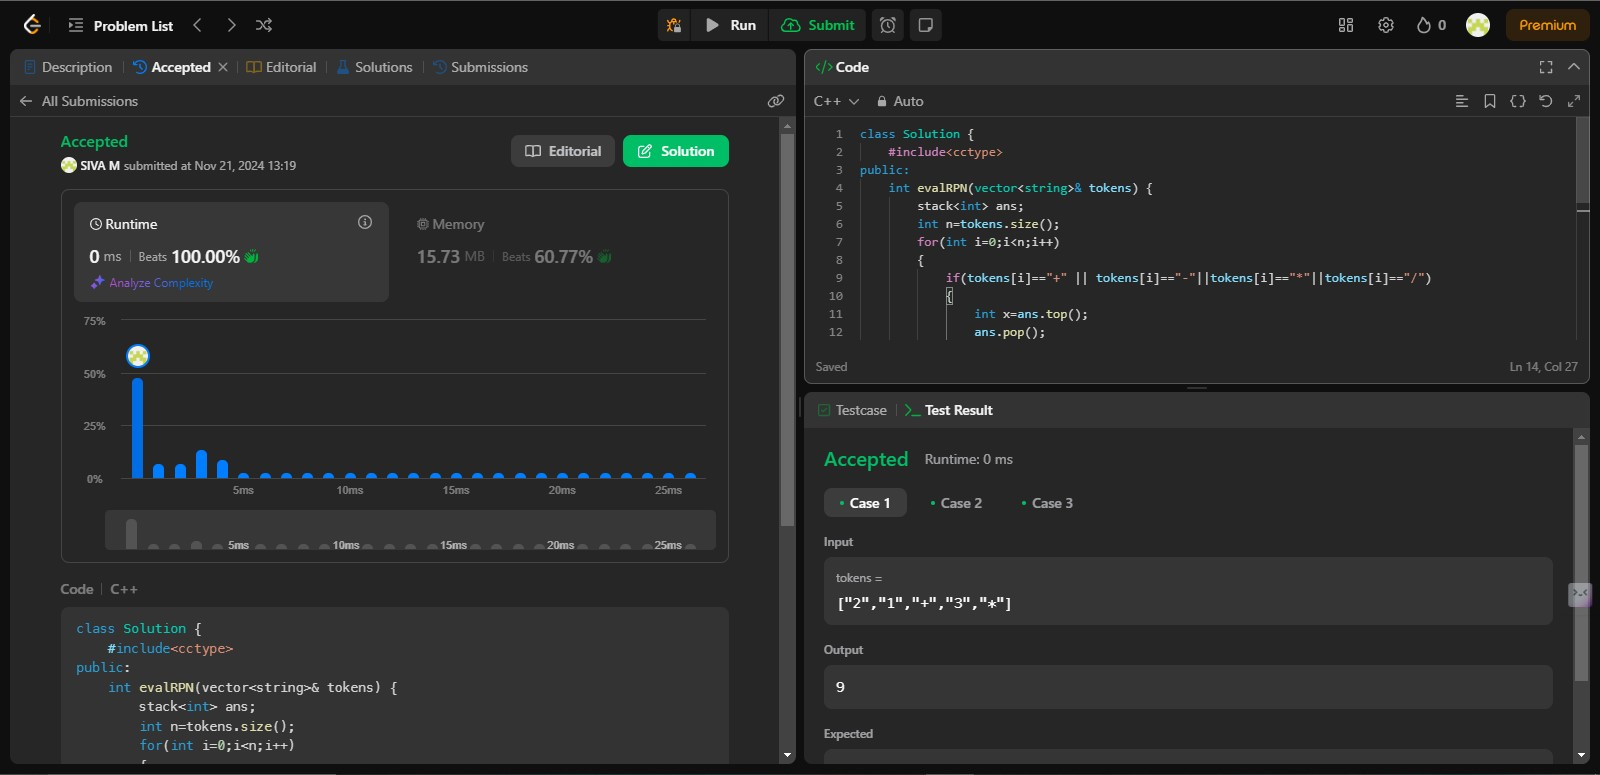 Problem List
Run
Submit
0
Premium
Description
Accepted
Editorial
Solutions
Submissions
All Submissions
Accepted
SIVA M submitted at Nov 21, 2024 13:19
Editorial
Solution
Runtime
0 ms
Beats 100.00%
Analyze Complexity
Memory
15.73 MB
Beats 60.77%
75%
50%
25%
0%
5ms
10ms
15ms
20ms
25ms
5ms
10ms
15ms
20ms
25ms
Code
C++
class Solution {
#include<cctype>
public:
int evalRPN(vector<string>& tokens) {
stack<int> ans;
int n=tokens.size();
for(int i=0;i<n;i++)
{
</> Code
C++
Auto
1 class Solution {
2 #include<cctype>
3 public:
4 int evalRPN(vector<string>& tokens) {
5 stack<int> ans;
6 int n=tokens.size();
7 for(int i=0;i<n;i++)
8 {
9 if(tokens[i]=="+" || tokens[i]=="-"||tokens[i]=="*"||tokens[i]=="/")
10 {
11 int x=ans.top();
12 ans.pop();
Saved
Ln 14, Col 27
Testcase
Test Result
Accepted
Runtime: 0 ms
• Case 1
• Case 2
• Case 3
Input
tokens =
["2","1","+","3","*"]
Output
9
Expected